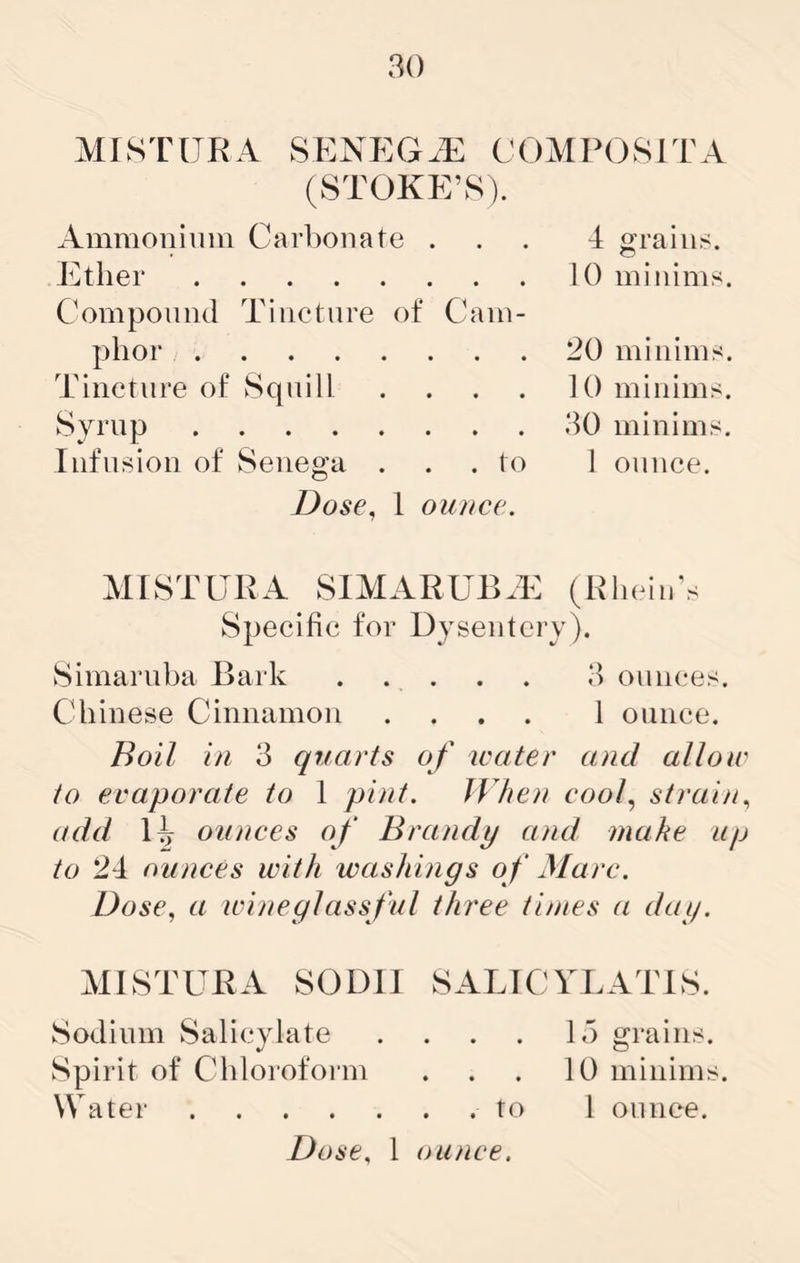 30
MISTURA SENEGÆ COMPOSITA
(STOKE'S).
Ammonium Carbonate . . . 4 grains.
Ether . . . . . . . . 10 minims.
Compound Tincture of Cam-
phor . . . . . . . . 20 minims.
Tincture of Squill . . . . 10 minims.
Syrup . . . . . . . . 30 minims.
Infusion of Senega . . . to 1 ounce.
Dose, 1 ounce.
MISTURA SIMARUBÆ (Rhein's
Specific for Dysentery).
Simaruba Bark . . . . . 3 ounces.
Chinese Cinnamon . . . . 1 ounce.
Boil in 3 quarts of water and allow
to evaporate to 1 pint. When cool, strain,
add 1½ ounces of Brandy and make up
to 24 ounces with washings of Marc.
Dose, a wineglassful three times a day.
MISTURA SODII SALICYLATIS.
Sodium Salicylate . . . . 15 grains.
Spirit of Chloroform . . . 10 minims.
Water . . . . . . . to 1 ounce.
Dose, 1 ounce.